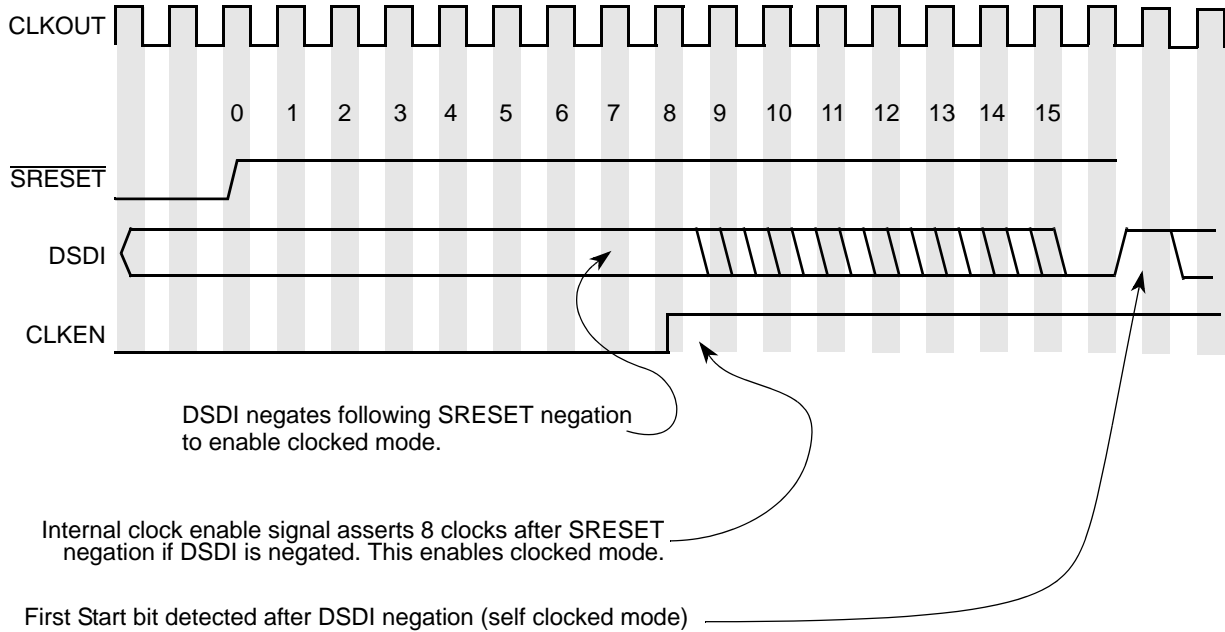 CLKOUT
0 1 2 3 4 5 6 7 8 9 10 11 12 13 14 15
SRESET
DSDI
CLKEN
DSDI negates following SRESET negation
to enable clocked mode.
Internal clock enable signal asserts 8 clocks after SRESET
negation if DSDI is negated. This enables clocked mode.
First Start bit detected after DSDI negation (self clocked mode)